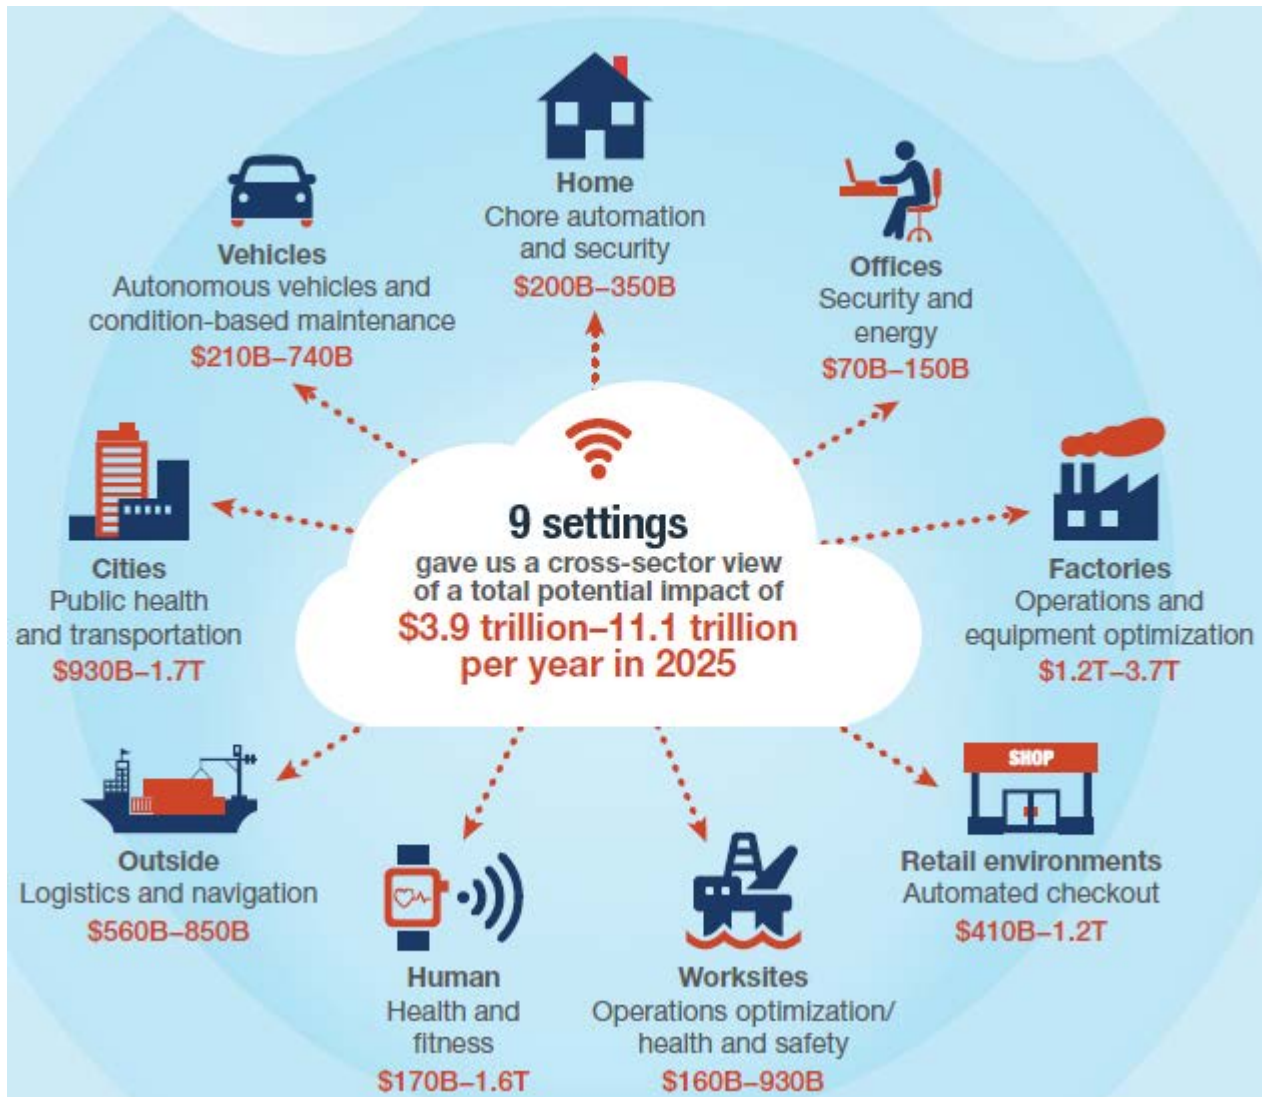 Home
Chore automation
and security
$200B–350B
Offices
Security and
energy
$70B–150B
Factories
Operations and
equipment optimization
$1.2T–3.7T
SHOP
Retail environments
Automated checkout
$410B–1.2T
Worksites
Operations optimization/
health and safety
$160B–930B
Human
Health and
fitness
$170B–1.6T
Outside
Logistics and navigation
$560B–850B
Cities
Public health
and transportation
$930B–1.7T
Vehicles
Autonomous vehicles and
condition-based maintenance
$210B–740B
9 settings
gave us a cross-sector view
of a total potential impact of
$3.9 trillion–11.1 trillion
per year in 2025